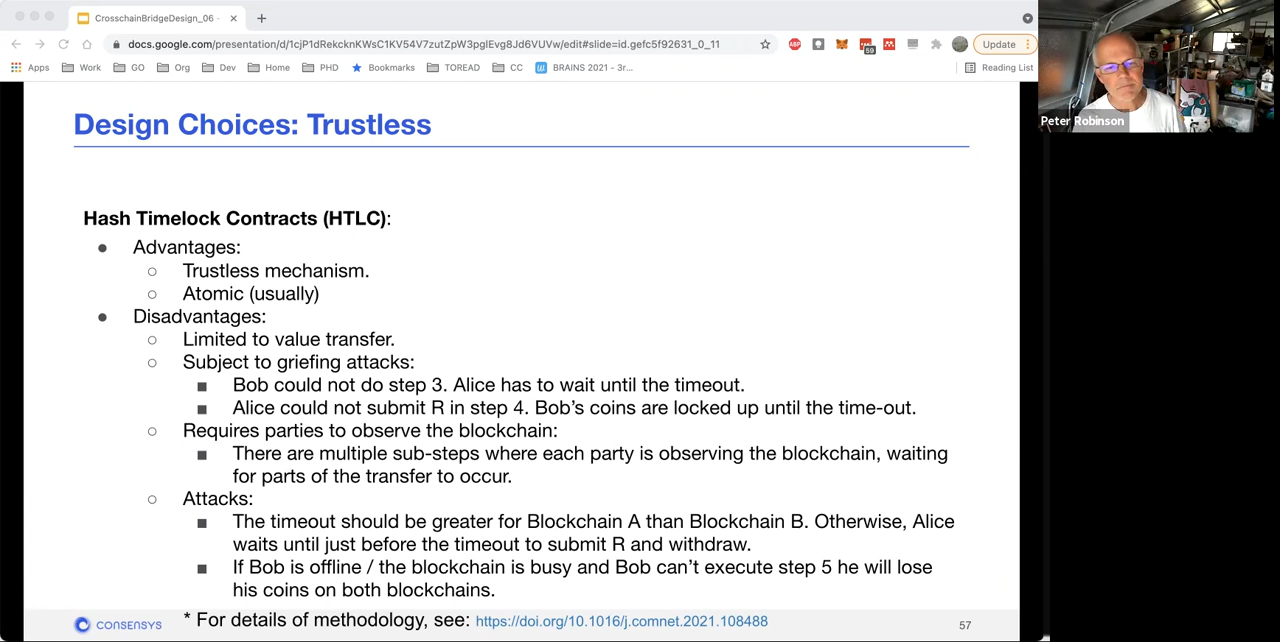 CrosschainBridgeDesign_06
docs.google.com/presentation/d/1cjP1dRekcknKWsC1KV54V7zutZpW3pglEvg8Jd6VUVw/edit#slide=id.gefc5f92631_0_11
ABP
59
Update
Apps Work GO Org Dev Home PHD Bookmarks TOREAD CC BRAINS 2021 - 3r... Reading List
Peter Robinson
Design Choices: Trustless
Hash Timelock Contracts (HTLC):
● Advantages:
○ Trustless mechanism.
○ Atomic (usually)
● Disadvantages:
○ Limited to value transfer.
○ Subject to griefing attacks:
■ Bob could not do step 3. Alice has to wait until the timeout.
■ Alice could not submit R in step 4. Bob's coins are locked up until the time-out.
○ Requires parties to observe the blockchain:
■ There are multiple sub-steps where each party is observing the blockchain, waiting
for parts of the transfer to occur.
○ Attacks:
■ The timeout should be greater for Blockchain A than Blockchain B. Otherwise, Alice
waits until just before the timeout to submit R and withdraw.
■ If Bob is offline / the blockchain is busy and Bob can't execute step 5 he will lose
his coins on both blockchains.
* For details of methodology, see: https://doi.org/10.1016/j.comnet.2021.108488
CONSENSYS
57